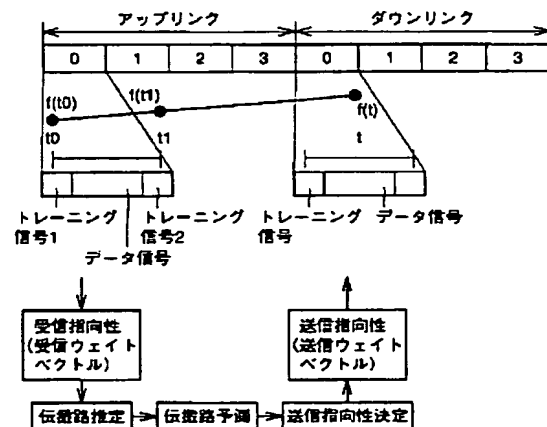 アップリンク ダウンリンク
0 1 2 3 0 1 2 3
f(t0) f(t1) f(t)
t0 t1 t
トレーニング
信号1
データ信号
トレーニング
信号2
トレーニング
信号
データ信号
受信指向性
(受信ウェイト
ベクトル)
送信指向性
(送信ウェイト
ベクトル)
伝搬路推定 伝搬路予測 送信指向性決定